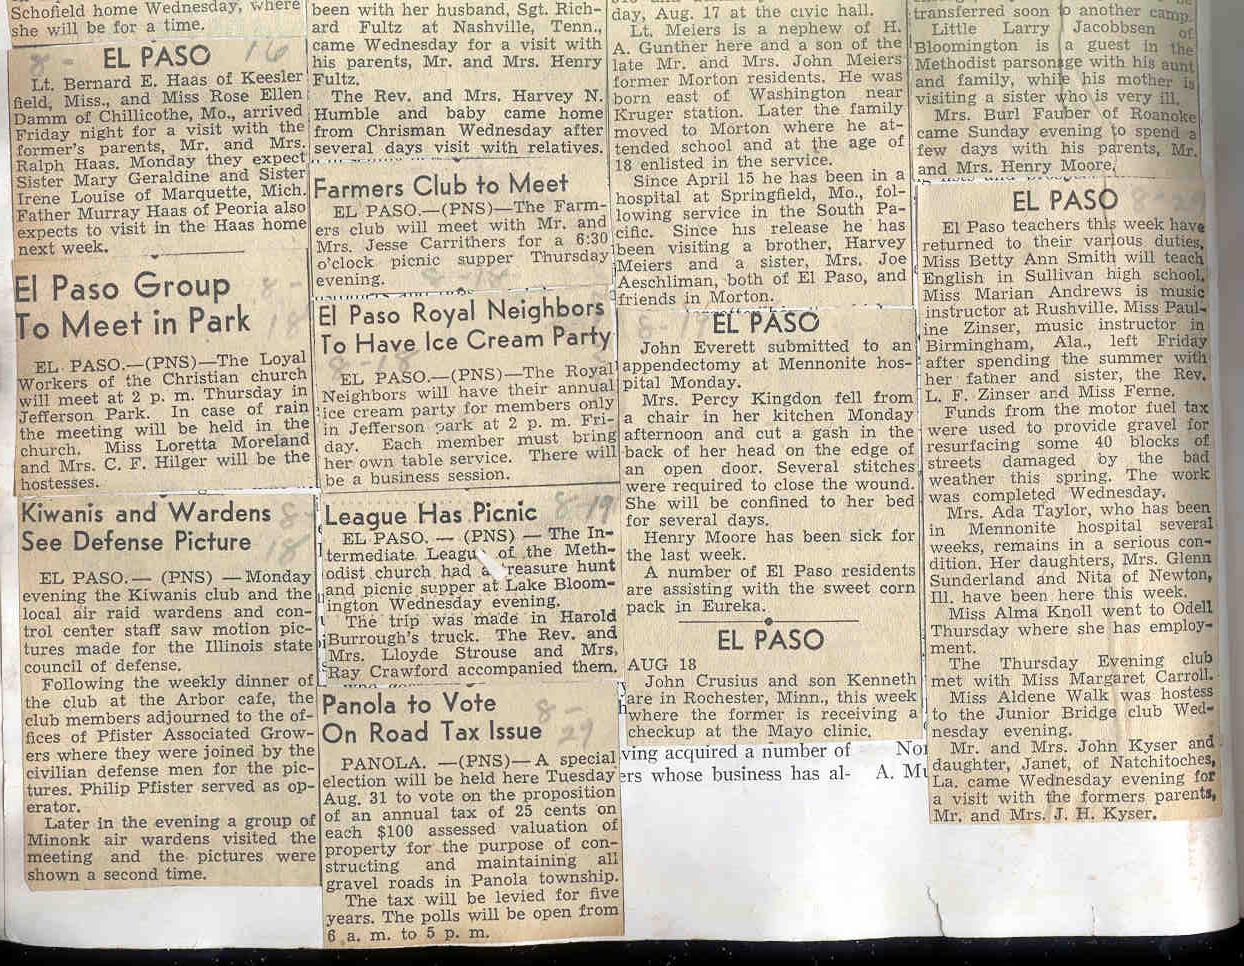 Schofield home Wednesday, where
she will be for a time.
8 - EL PASO 16
Lt. Bernard E. Haas of Keesler
field, Miss., and Miss Rose Ellen
Damm of Chillicothe, Mo., arrived
Friday night for a visit with the
former's parents, Mr. and Mrs.
Ralph Haas. Monday they expect
Sister Mary Geraldine and Sister
Irene Louise of Marquette, Mich.
Father Murray Haas of Peoria also
expects to visit in the Haas home
next week.
El Paso Group 8 -
To Meet in Park 18
EL PASO.—(PNS)—The Loyal
Workers of the Christian church
will meet at 2 p. m. Thursday in
Jefferson Park. In case of rain
the meeting will be held in the
church. Miss Loretta Moreland
and Mrs. C. F. Hilger will be the
hostesses.
Kiwanis and Wardens 8-
See Defense Picture 18
EL PASO.— (PNS) —Monday
evening the Kiwanis club and the
local air raid wardens and con-
trol center staff saw motion pic-
tures made for the Illinois state
council of defense.
Following the weekly dinner of
the club at the Arbor cafe, the
club members adjourned to the of-
fices of Pfister Associated Grow-
ers where they were joined by the
civilian defense men for the pic-
tures. Philip Pfister served as op-
erator.
Later in the evening a group of
Minonk air wardens visited the
meeting and the pictures were
shown a second time.
been with her husband, Sgt. Rich-
ard Fultz at Nashville, Tenn.,
came Wednesday for a visit with
his parents, Mr. and Mrs. Henry
Fultz.
The Rev. and Mrs. Harvey N.
Humble and baby came home
from Chrisman Wednesday after
several days visit with relatives.
Farmers Club to Meet
EL PASO.—(PNS)—The Farm-
ers club will meet with Mr. and
Mrs. Jesse Carrithers for a 6:30
o'clock picnic supper Thursday
evening. 8-18
El Paso Royal Neighbors
To Have Ice Cream Party
8 18
EL PASO.—(PNS)—The Royal
Neighbors will have their annual
ice cream party for members only
in Jefferson park at 2 p. m. Fri-
day. Each member must bring
her own table service. There will
be a business session.
League Has Picnic 8-19
EL PASO. — (PNS) — The In-
termediate Leagu of the Meth-
odist church had a reasure hunt
and picnic supper at Lake Bloom-
ington Wednesday evening.
The trip was made in Harold
Burrough's truck. The Rev. and
Mrs. Lloyde Strouse and Mrs,
Ray Crawford accompanied them.
Panola to Vote 8 -
On Road Tax Issue 29
PANOLA. —(PNS)— A special
election will be held here Tuesday
Aug. 31 to vote on the proposition
of an annual tax of 25 cents on
each $100 assessed valuation of
property for the purpose of con-
structing and maintaining all
gravel roads in Panola township.
The tax will be levied for five
years. The polls will be open from
6 a. m. to 5 p. m.
day, Aug. 17 at the civic hall.
Lt. Meiers is a nephew of H.
A. Gunther here and a son of the
late Mr. and Mrs. John Meiers
former Morton residents. He was
born east of Washington near
Kruger station. Later the family
moved to Morton where he at-
tended school and at the age of
18 enlisted in the service.
Since April 15 he has been in a
hospital at Springfield, Mo., fol-
lowing service in the South Pa-
cific. Since his release he has
been visiting a brother, Harvey
Meiers and a sister, Mrs. Joe
Aeschliman, both of El Paso, and
friends in Morton.
8-19 EL PASO
John Everett submitted to an
appendectomy at Mennonite hos-
pital Monday.
Mrs. Percy Kingdon fell from
a chair in her kitchen Monday
afternoon and cut a gash in the
back of her head on the edge of
an open door. Several stitches
were required to close the wound.
She will be confined to her bed
for several days.
Henry Moore has been sick for
the last week.
A number of El Paso residents
are assisting with the sweet corn
pack in Eureka.
EL PASO
AUG 18
John Crusius and son Kenneth
are in Rochester, Minn., this week
where the former is receiving a
checkup at the Mayo clinic.
ving acquired a number of
ers whose business has al- A.
transferred soon to another camp.
Little Larry Jacobbsen of
Bloomington is a guest in the
Methodist parsonage with his aunt
and family, while his mother is
visiting a sister who is very ill.
Mrs. Burl Fauber of Roanoke
came Sunday evening to spend a
few days with his parents, Mr.
and Mrs. Henry Moore.
EL PASO 8-29
El Paso teachers this week have
returned to their various duties,
Miss Betty Ann Smith will teach
English in Sullivan high school.
Miss Marian Andrews is music
instructor at Rushville. Miss Paul-
ine Zinser, music instructor in
Birmingham, Ala., left Friday
after spending the summer with
her father and sister, the Rev.
L. F. Zinser and Miss Ferne.
Funds from the motor fuel tax
were used to provide gravel for
resurfacing some 40 blocks of
streets damaged by the bad
weather this spring. The work
was completed Wednesday.
Mrs. Ada Taylor, who has been
in Mennonite hospital several
weeks, remains in a serious con-
dition. Her daughters, Mrs. Glenn
Sunderland and Nita of Newton,
Ill. have been here this week.
Miss Alma Knoll went to Odell
Thursday where she has employ-
ment.
The Thursday Evening club
met with Miss Margaret Carroll.
Miss Aldene Walk was hostess
to the Junior Bridge club Wed-
nesday evening.
Mr. and Mrs. John Kyser and
daughter, Janet, of Natchitoches,
La. came Wednesday evening for
a visit with the formers parents,
Mr. and Mrs. J. H. Kyser.